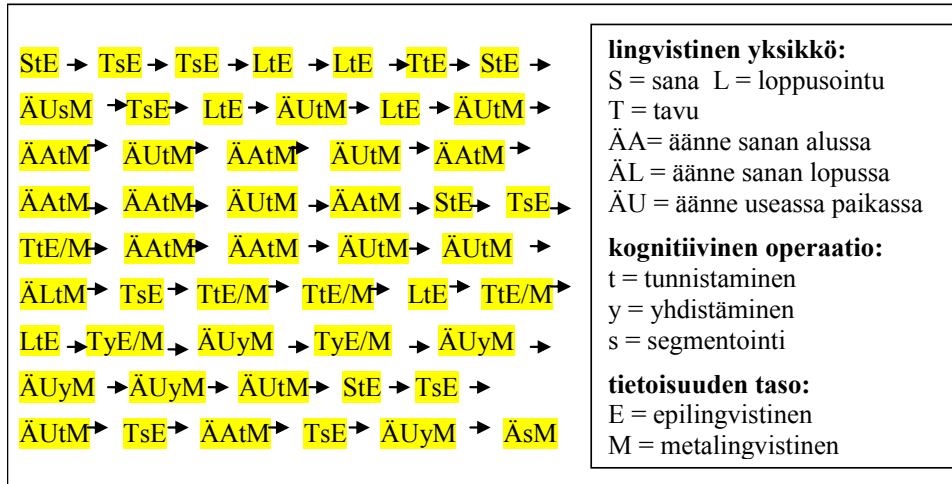 StE → TsE → TsE → LtE → LtE → TtE → StE →
ÄUsM → TsE → LtE → ÄUtM → LtE → ÄUtM →
ÄAtM → ÄUtM → ÄAtM → ÄUtM → ÄAtM →
ÄAtM → ÄAtM → ÄUtM → ÄAtM → StE → TsE →
TtE/M → ÄAtM → ÄAtM → ÄUtM → ÄUtM →
ÄLtM → TsE → TtE/M → TtE/M → LtE → TtE/M →
LtE → TyE/M → ÄUyM → TyE/M → ÄUyM →
ÄUyM → ÄUyM → ÄUtM → StE → TsE →
ÄUtM → TsE → ÄAtM → TsE → ÄUyM → ÄsM
lingvistinen yksikkö:
S = sana L = loppusointu
T = tavu
ÄA= äänne sanan alussa
ÄL = äänne sanan lopussa
ÄU = äänne useassa paikassa
kognitiivinen operaatio:
t = tunnistaminen
y = yhdistäminen
s = segmentointi
tietoisuuden taso:
E = epilingvistinen
M = metalingvistinen